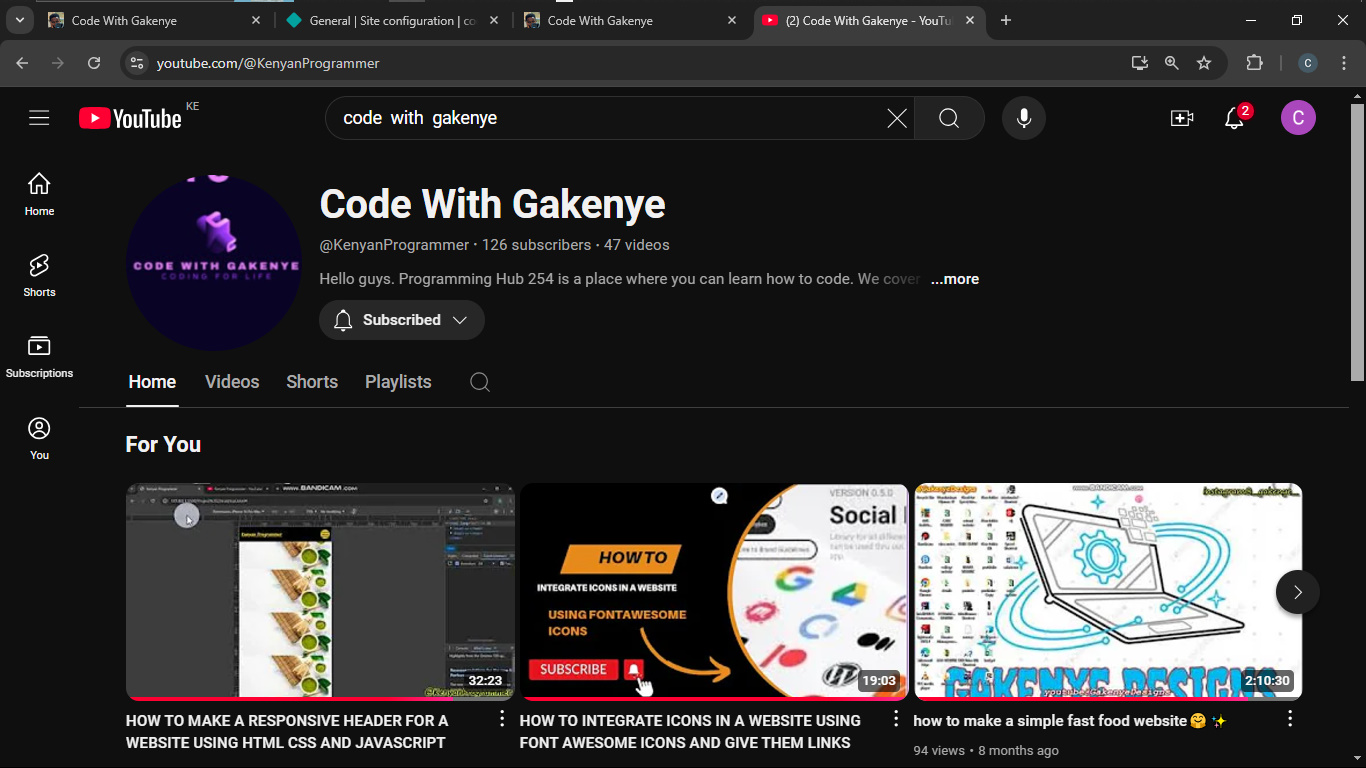 Code With Gakenye
General | Site configuration | co
Code With Gakenye
(2) Code With Gakenye - YouTu
youtube.com/@KenyanProgrammer
C
YouTube KE
code with gakenye
2
C
Home
Shorts
Subscriptions
You
CODE WITH GAKENYE
CODING FOR LIFE
Code With Gakenye
@KenyanProgrammer • 126 subscribers • 47 videos
Hello guys. Programming Hub 254 is a place where you can learn how to code. We cover ...more
Subscribed
Home Videos Shorts Playlists
For You
www.BANDICAM.com
Kenyan Programmer
@Kenyanprogrammer
32:23
HOW TO
INTEGRATE ICONS IN A WEBSITE
USING FONTAWESOME
ICONS
SUBSCRIBE
VERSION 0.5.0
Social
19:03
@GakenyeDesigns
www.BANDICAM.com
GAKENYE DESIGNS
youtube:GakenyeDesigns
2:10:30
HOW TO MAKE A RESPONSIVE HEADER FOR A
WEBSITE USING HTML CSS AND JAVASCRIPT
HOW TO INTEGRATE ICONS IN A WEBSITE USING
FONT AWESOME ICONS AND GIVE THEM LINKS
how to make a simple fast food website🤗 ✨
94 views • 8 months ago